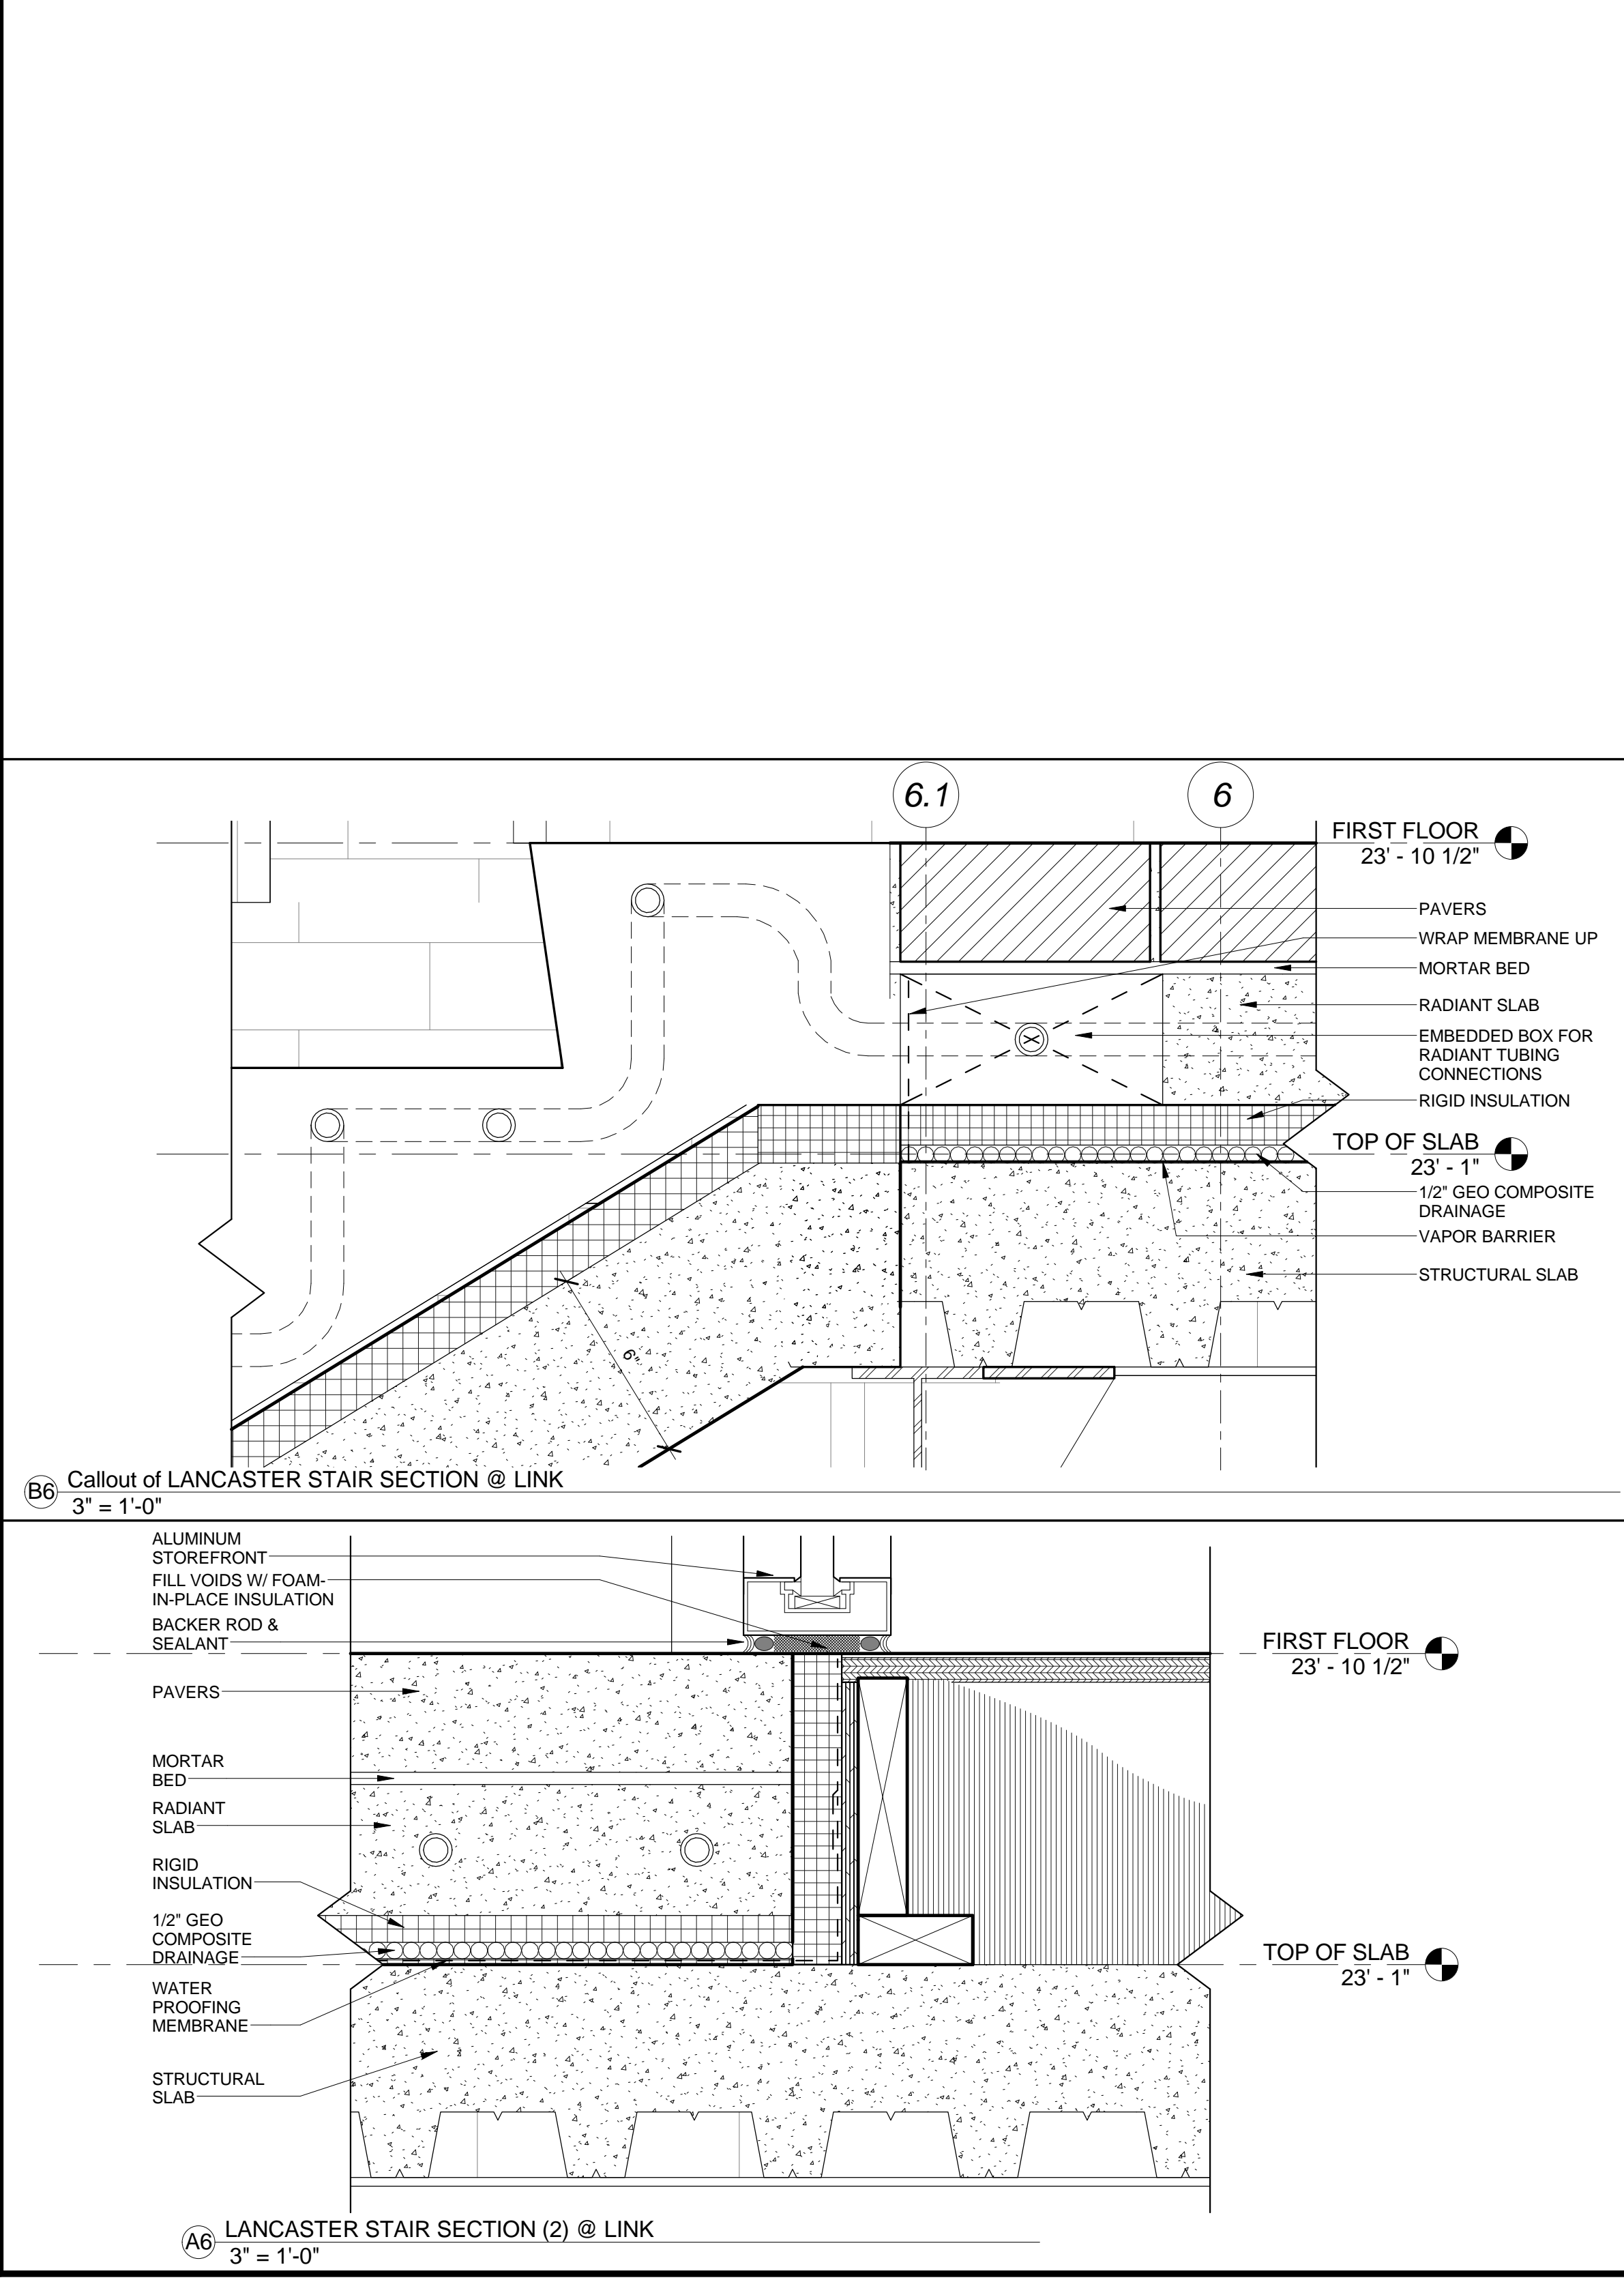 6.1
6
FIRST FLOOR
23' - 10 1/2"
PAVERS
WRAP MEMBRANE UP
MORTAR BED
RADIANT SLAB
EMBEDDED BOX FOR
RADIANT TUBING
CONNECTIONS
RIGID INSULATION
TOP OF SLAB
23' - 1"
1/2" GEO COMPOSITE
DRAINAGE
VAPOR BARRIER
STRUCTURAL SLAB
6"
B6
Callout of LANCASTER STAIR SECTION @ LINK
3" = 1'-0"
ALUMINUM
STOREFRONT
FILL VOIDS W/ FOAM-
IN-PLACE INSULATION
BACKER ROD &
SEALANT
PAVERS
MORTAR
BED
RADIANT
SLAB
RIGID
INSULATION
1/2" GEO
COMPOSITE
DRAINAGE
WATER
PROOFING
MEMBRANE
STRUCTURAL
SLAB
FIRST FLOOR
23' - 10 1/2"
TOP OF SLAB
23' - 1"
A6
LANCASTER STAIR SECTION (2) @ LINK
3" = 1'-0"